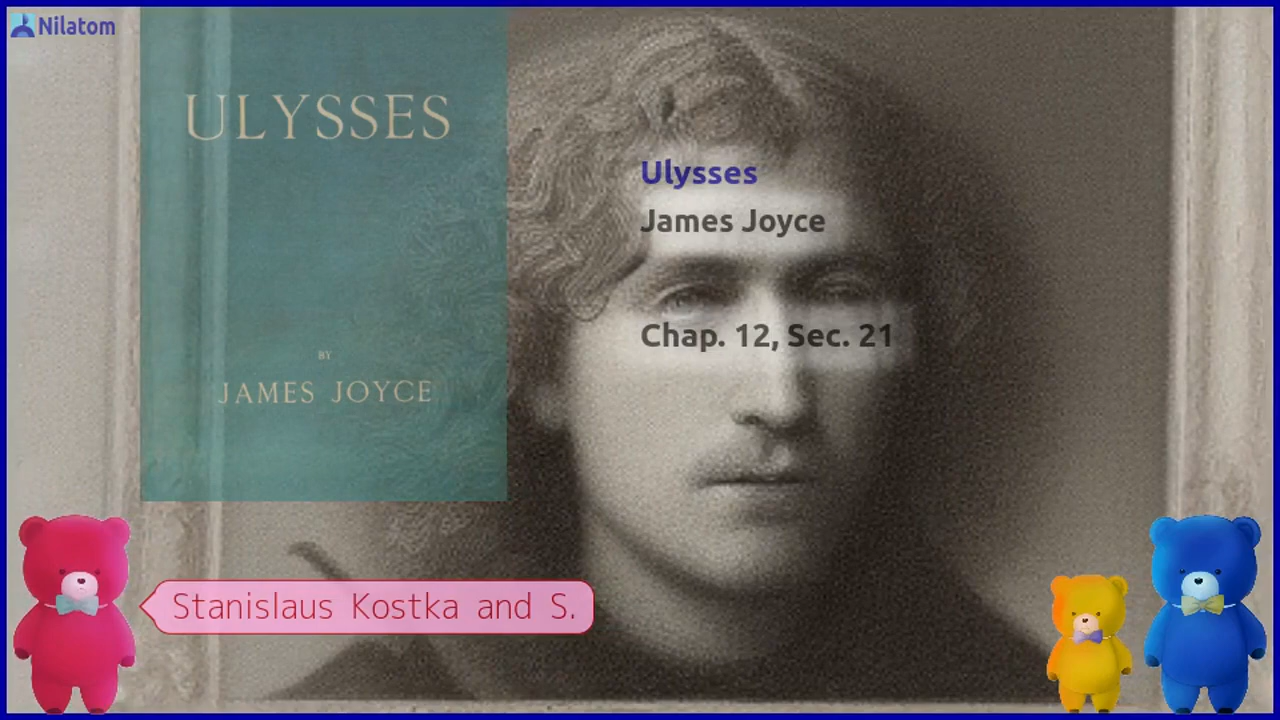 Nilatom
ULYSSES
BY
JAMES JOYCE
Ulysses
James Joyce
Chap. 12, Sec. 21
Stanislaus Kostka and S.